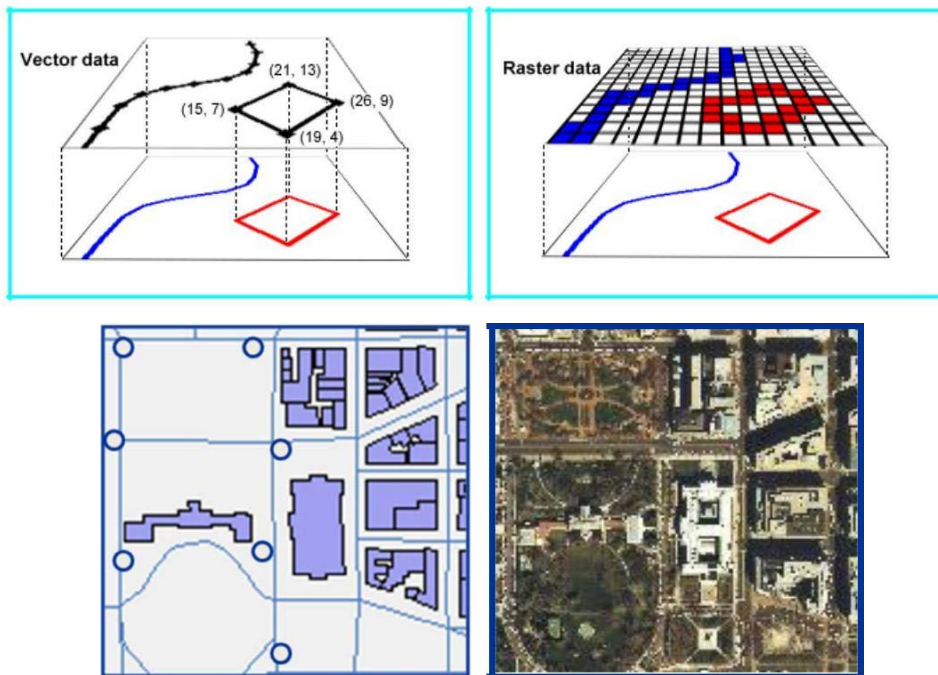 Vector data
(21, 13)
(15, 7)
(26, 9)
(19, 4)
Raster data